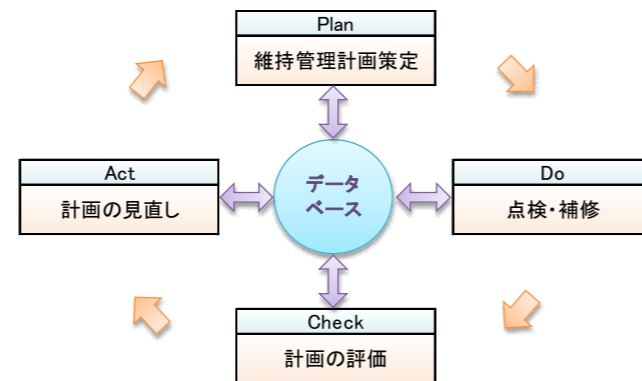 Plan
維持管理計画策定
Act
計画の見直し
データ
ベース
Do
点検・補修
Check
計画の評価